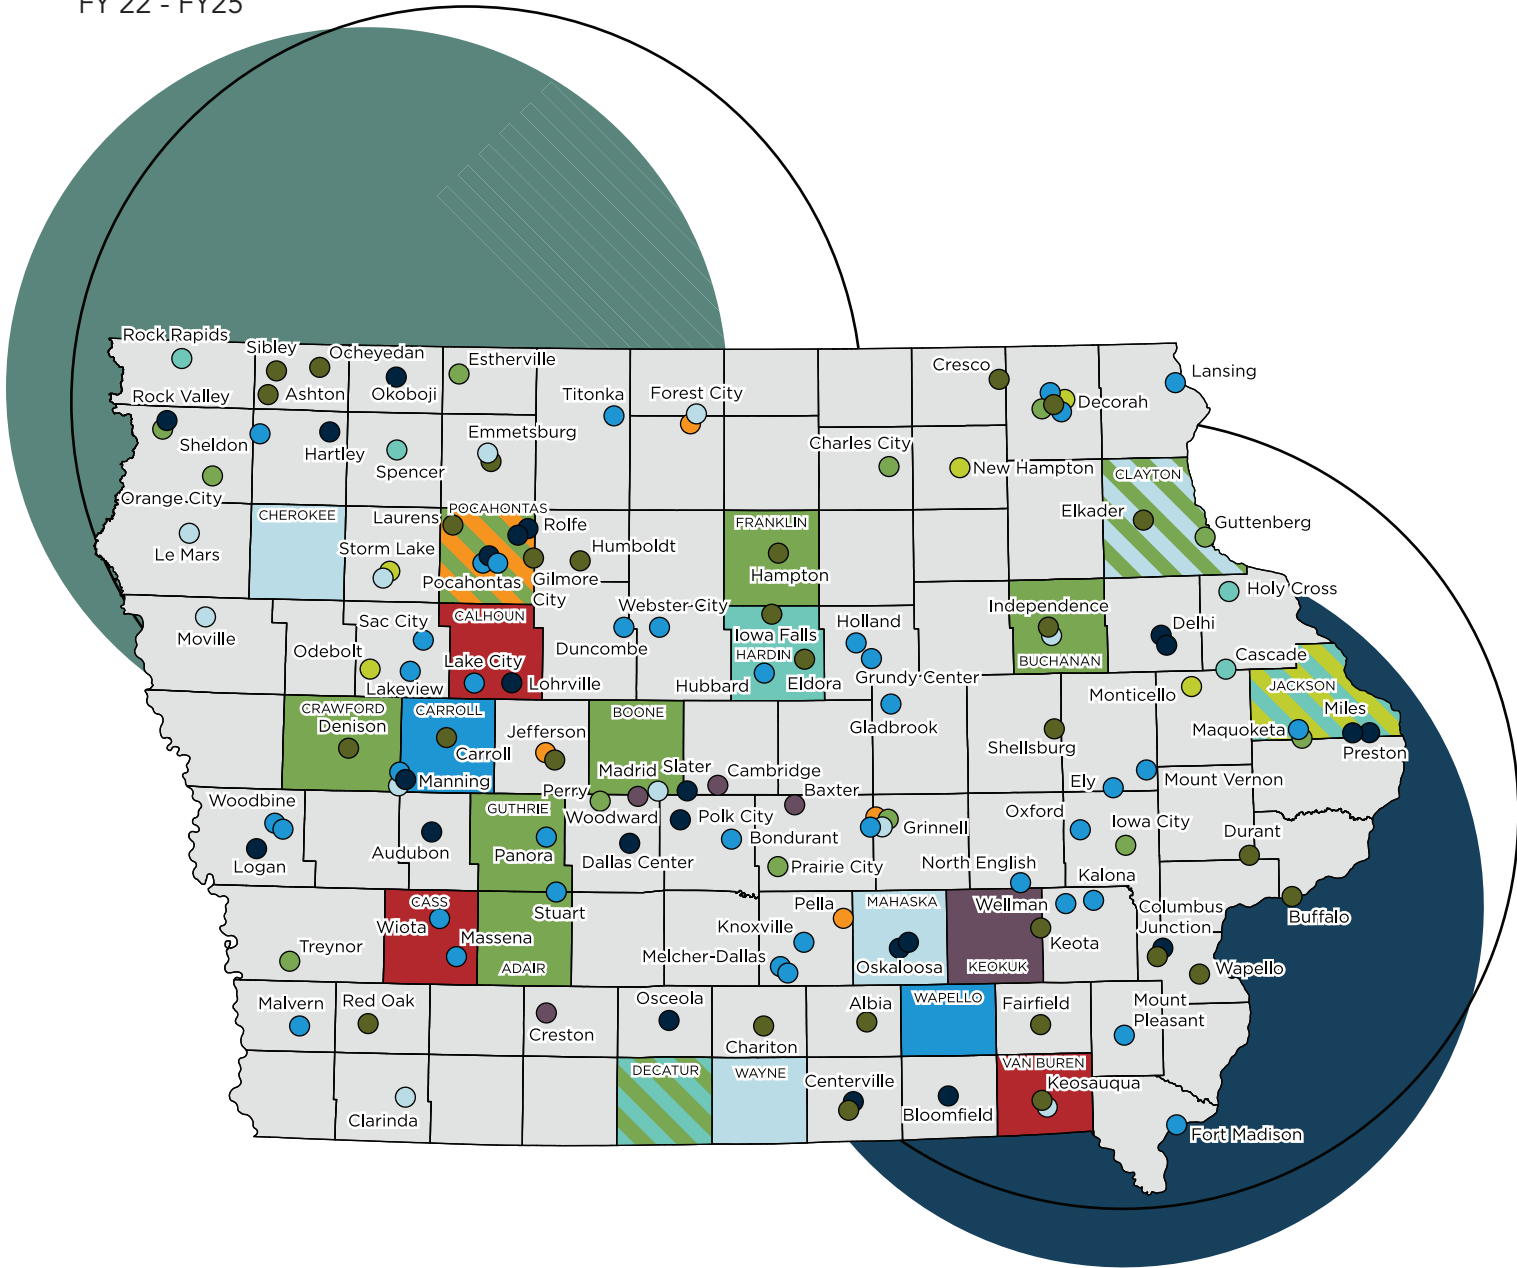 FY 22 - FY25
Rock Rapids
Sibley
Ocheyedan
Estherville
Cresco
Lansing
Rock Valley
Ashton
Okoboji
Titonka
Forest City
Decorah
Sheldon
Hartley
Emmetsburg
Charles City
Spencer
New Hampton
CLAYTON
Orange City
CHEROKEE
Laurens
POCAHONTAS
Rolfe
FRANKLIN
Elkader
Guttenberg
Le Mars
Storm Lake
Humboldt
Pocahontas
Gilmore
City
Hampton
Holy Cross
Moville
Sac City
CALHOUN
Webster City
Independence
Holland
Delhi
Odebolt
Duncombe
Iowa Falls
HARDIN
Lake City
BUCHANAN
Cascade
Lakeview
Lohrville
Hubbard
Eldora
Grundy Center
Monticello
JACKSON
CRAWFORD
Denison
CARROLL
BOONE
Miles
Jefferson
Gladbrook
Shellsburg
Maquoketa
Preston
Carroll
Manning
Madrid
Slater
Cambridge
Ely
Mount Vernon
Perry
Baxter
Woodbine
GUTHRIE
Woodward
Polk City
Grinnell
Oxford
Iowa City
Durant
Logan
Audubon
Panora
Dallas Center
Bondurant
Prairie City
North English
Kalona
CASS
Wiota
Stuart
Pella
MAHASKA
Wellman
Columbus
Junction
Buffalo
Treynor
Massena
Knoxville
Melcher-Dallas
Keota
ADAIR
Oskaloosa
KEOKUK
Wapello
Malvern
Red Oak
Creston
Osceola
Albia
WAPELLO
Fairfield
Mount
Pleasant
Chariton
DECATUR
WAYNE
VAN BUREN
Centerville
Keosauqua
Clarinda
Bloomfield
Fort Madison